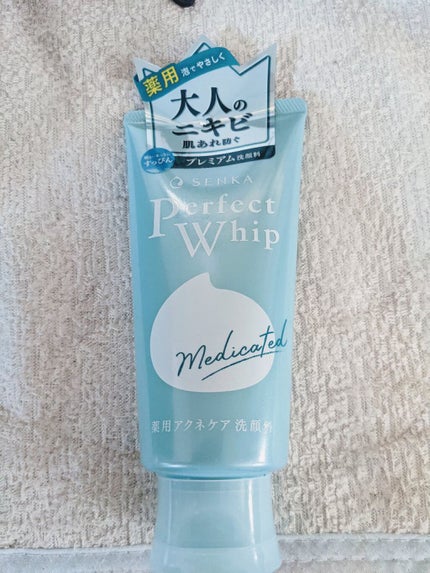 薬用 泡でやさしく
大人の
ニキビ
肌あれ防ぐ
すっぴん
プレミアム洗顔料
SENKA
Perfect
Whip
Medicated
薬用アクネケア 洗顔料